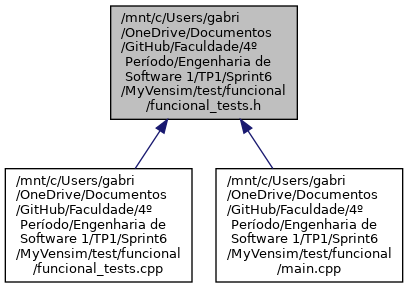 /mnt/c/Users/gabri
/OneDrive/Documentos
/GitHub/Faculdade/4º
Período/Engenharia de
Software 1/TP1/Sprint6
/MyVensim/test/funcional
/funcional_tests.h
/mnt/c/Users/gabri
/OneDrive/Documentos
/GitHub/Faculdade/4º
Período/Engenharia de
Software 1/TP1/Sprint6
/MyVensim/test/funcional
/funcional_tests.cpp
/mnt/c/Users/gabri
/OneDrive/Documentos
/GitHub/Faculdade/4º
Período/Engenharia de
Software 1/TP1/Sprint6
/MyVensim/test/funcional
/main.cpp